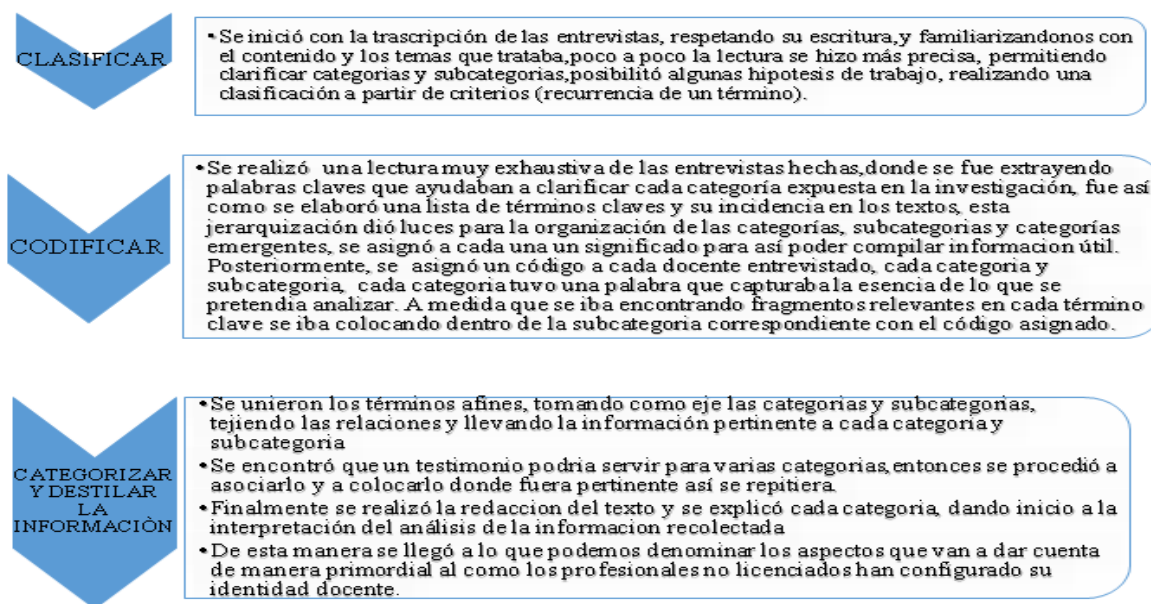 CLASIFICAR
•Se inició con la trascripción de las entrevistas, respetando su escritura,y familiarizandonos con
el contenido y los temas que trataba,poco a poco la lectura se hizo más precisa, permitiendo
clarificar categorias y subcategorias,posibilitó algunas hipotesis de trabajo, realizando una
clasificación a partir de criterios (recurrencia de un término).
CODIFICAR
•Se realizó una lectura muy exhaustiva de las entrevistas hechas,donde se fue extrayendo
palabras claves que ayudaban a clarificar cada categoría expuesta en la investigación, fue así
como se elaboró una lista de términos claves y su incidencia en los textos, esta
jerarquización dió luces para la organización de las categorías, subcategorias y categorías
emergentes, se asignó a cada una un significado para así poder compilar informacion útil.
Posteriormente, se asignó un código a cada docente entrevistado, cada categoria y
subcategoria, cada categoria tuvo una palabra que capturaba la esencia de lo que se
pretendia analizar. A medida que se iba encontrando fragmentos relevantes en cada término
clave se iba colocando dentro de la subcategoria correspondiente con el código asignado.
CATEGORIZAR
Y DESTILAR
LA
INFORMACIÒN
•Se unieron los términos afines, tomando como eje las categorias y subcategorias,
tejiendo las relaciones y llevando la información pertinente a cada categoría y
subcategoria
•Se encontró que un testimonio podria servir para varias categorias,entonces se procedió a
asociarlo y a colocarlo donde fuera pertinente así se repitiera.
•Finalmente se realizó la redaccion del texto y se explicó cada categoria, dando inicio a la
interpretación del análisis de la informacion recolectada
•De esta manera se llegó a lo que podemos denominar los aspectos que van a dar cuenta
de manera primordial al como los profesionales no licenciados han configurado su
identidad docente.